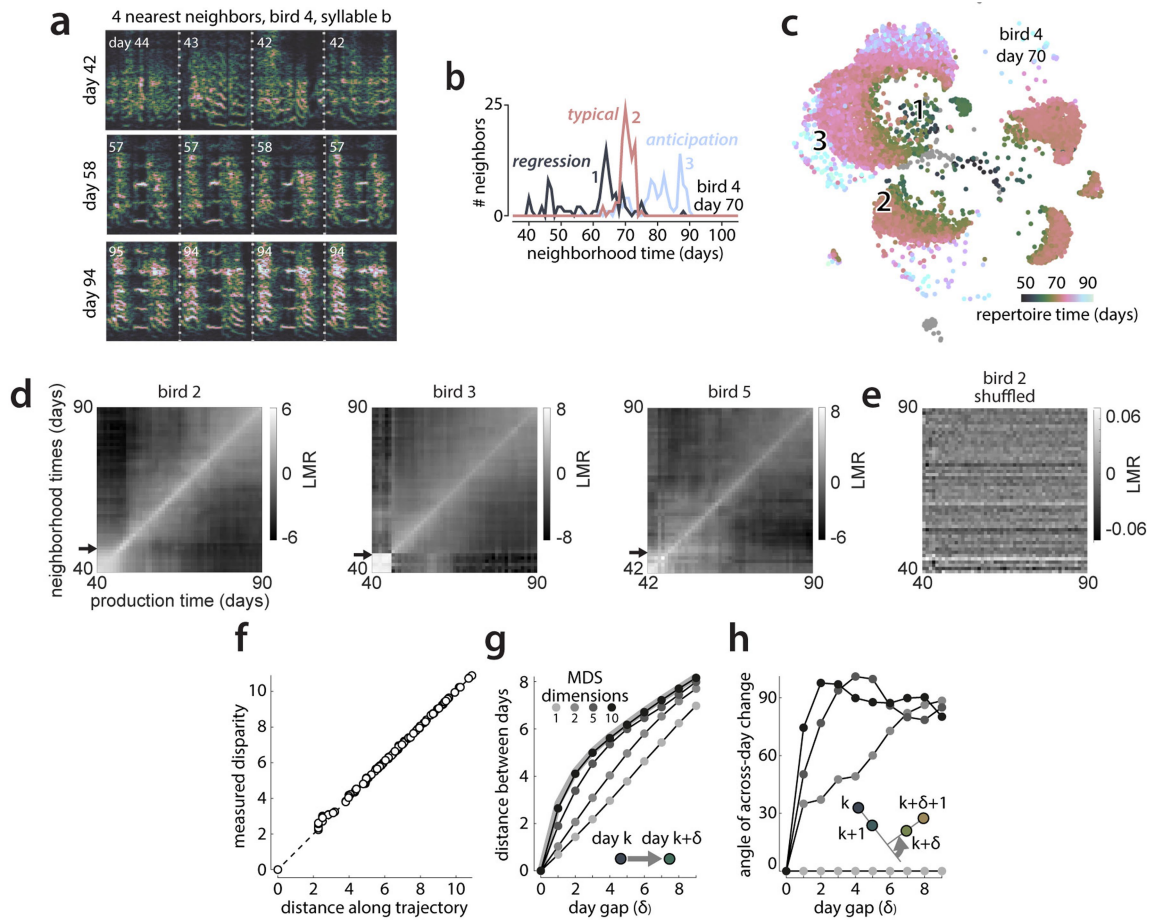 a
4 nearest neighbors, bird 4, syllable b
day 42
day 44
43
42
42
day 58
57
57
58
57
day 94
95
94
94
94
b
# neighbors
25
0
regression
typical
anticipation
1
2
3
bird 4
day 70
40 50 60 70 80 90 100
neighborhood time (days)
c
bird 4
day 70
1
3
2
50 70 90
repertoire time (days)
d
neighborhood times (days)
bird 2
90
40
40
90
production time (days)
6
0
-6
LMR
bird 3
90
40
40
90
8
0
-8
LMR
bird 5
90
42
42
90
8
0
-8
LMR
e
bird 2
shuffled
90
40
40
90
0.06
0
-0.06
LMR
f
measured disparity
10
8
6
4
2
0
0 2 4 6 8 10
distance along trajectory
g
distance between days
8
6
4
2
0
MDS
dimensions
1 2 5 10
day k
day k+δ
0 2 4 6 8
day gap (δ)
h
angle of across-day change
90
60
30
0
k
k+1
k+δ+1
k+δ
0 2 4 6 8
day gap (δ)